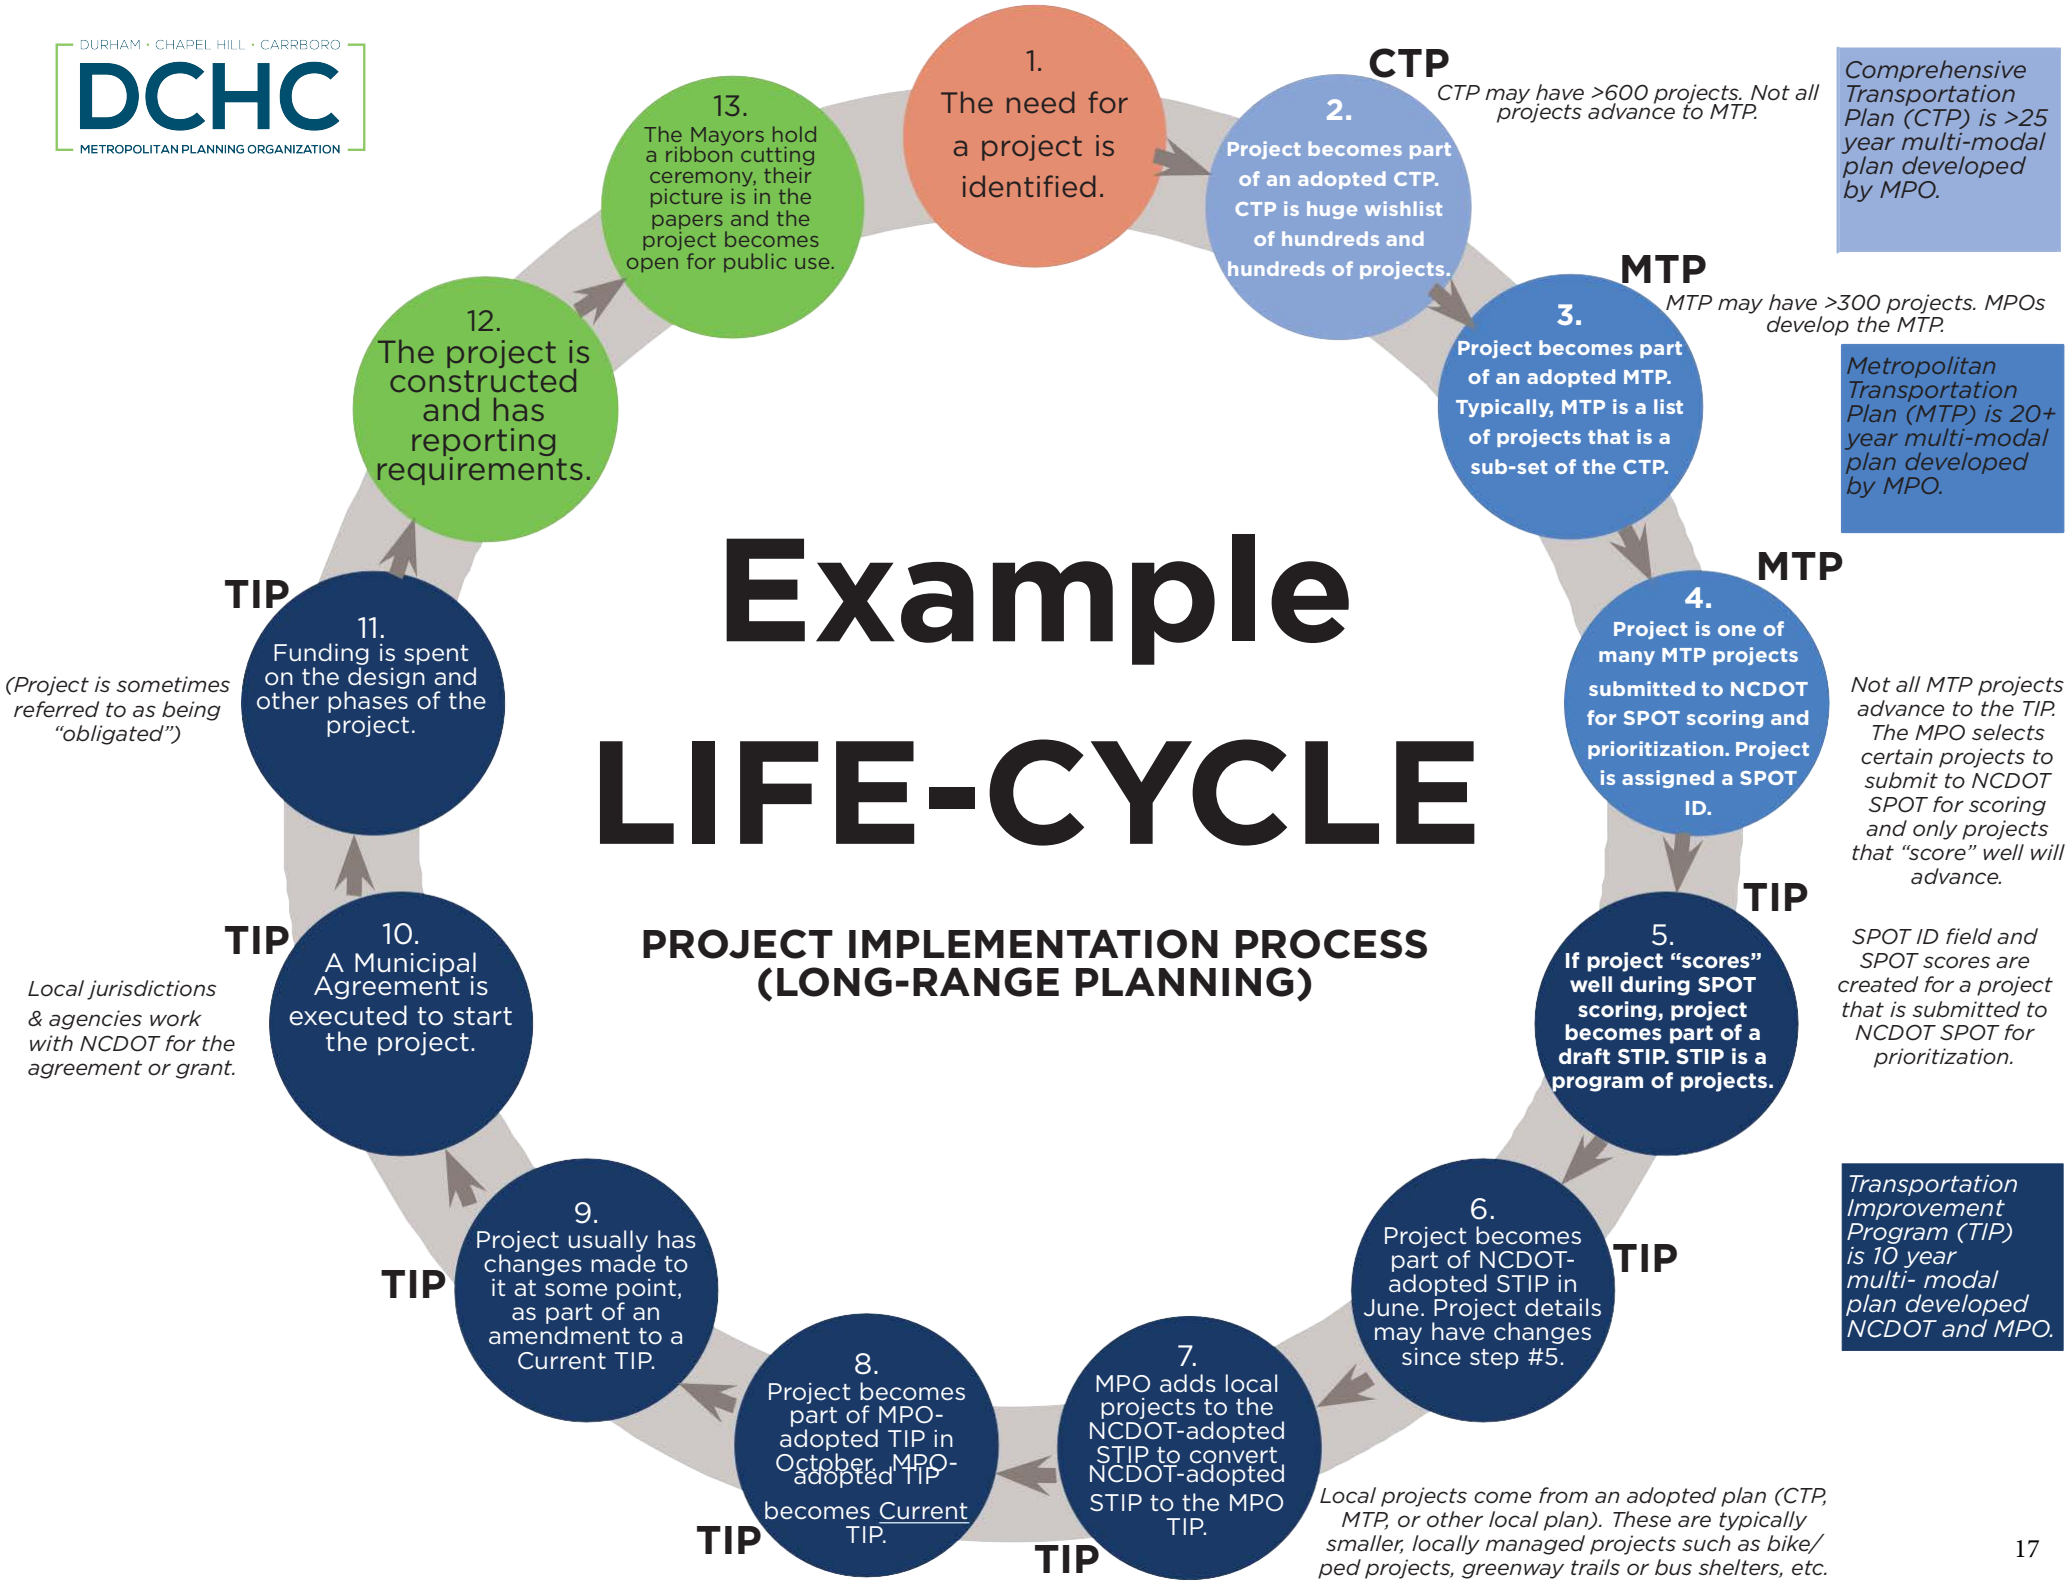 DURHAM · CHAPEL HILL · CARRBORO
DCHC
METROPOLITAN PLANNING ORGANIZATION
1.
The need for
a project is
identified.
CTP
CTP may have >600 projects. Not all
projects advance to MTP.
Comprehensive
Transportation
Plan (CTP) is >25
year multi-modal
plan developed
by MPO.
2.
Project becomes part
of an adopted CTP.
CTP is huge wishlist
of hundreds and
hundreds of projects.
MTP
MTP may have >300 projects. MPOs
develop the MTP.
Metropolitan
Transportation
Plan (MTP) is 20+
year multi-modal
plan developed
by MPO.
3.
Project becomes part
of an adopted MTP.
Typically, MTP is a list
of projects that is a
sub-set of the CTP.
MTP
4.
Project is one of
many MTP projects
submitted to NCDOT
for SPOT scoring and
prioritization. Project
is assigned a SPOT
ID.
Not all MTP projects
advance to the TIP.
The MPO selects
certain projects to
submit to NCDOT
SPOT for scoring
and only projects
that “score” well will
advance.
TIP
5.
If project “scores”
well during SPOT
scoring, project
becomes part of a
draft STIP. STIP is a
program of projects.
SPOT ID field and
SPOT scores are
created for a project
that is submitted to
NCDOT SPOT for
prioritization.
Transportation
Improvement
Program (TIP)
is 10 year
multi- modal
plan developed
NCDOT and MPO.
TIP
6.
Project becomes
part of NCDOT-
adopted STIP in
June. Project details
may have changes
since step #5.
7.
MPO adds local
projects to the
NCDOT-adopted
STIP to convert
NCDOT-adopted
STIP to the MPO
TIP.
TIP
Local projects come from an adopted plan (CTP,
MTP, or other local plan). These are typically
smaller, locally managed projects such as bike/
ped projects, greenway trails or bus shelters, etc.
8.
Project becomes
part of MPO-
adopted TIP in
October. MPO-
adopted TIP
becomes Current
TIP.
TIP
9.
Project usually has
changes made to
it at some point,
as part of an
amendment to a
Current TIP.
TIP
10.
A Municipal
Agreement is
executed to start
the project.
TIP
Local jurisdictions
& agencies work
with NCDOT for the
agreement or grant.
11.
Funding is spent
on the design and
other phases of the
project.
TIP
(Project is sometimes
referred to as being
“obligated”)
12.
The project is
constructed
and has
reporting
requirements.
13.
The Mayors hold
a ribbon cutting
ceremony, their
picture is in the
papers and the
project becomes
open for public use.
Example
LIFE-CYCLE
PROJECT IMPLEMENTATION PROCESS
(LONG-RANGE PLANNING)
17